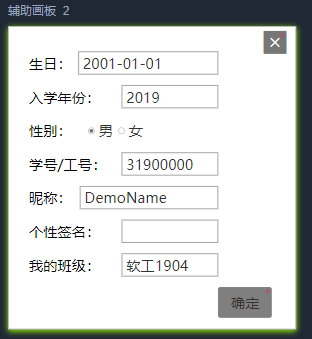 辅助画板 2
生日： 2001-01-01
入学年份： 2019
性别： 男 女
学号/工号： 31900000
昵称： DemoName
个性签名：
我的班级： 软工1904
确定